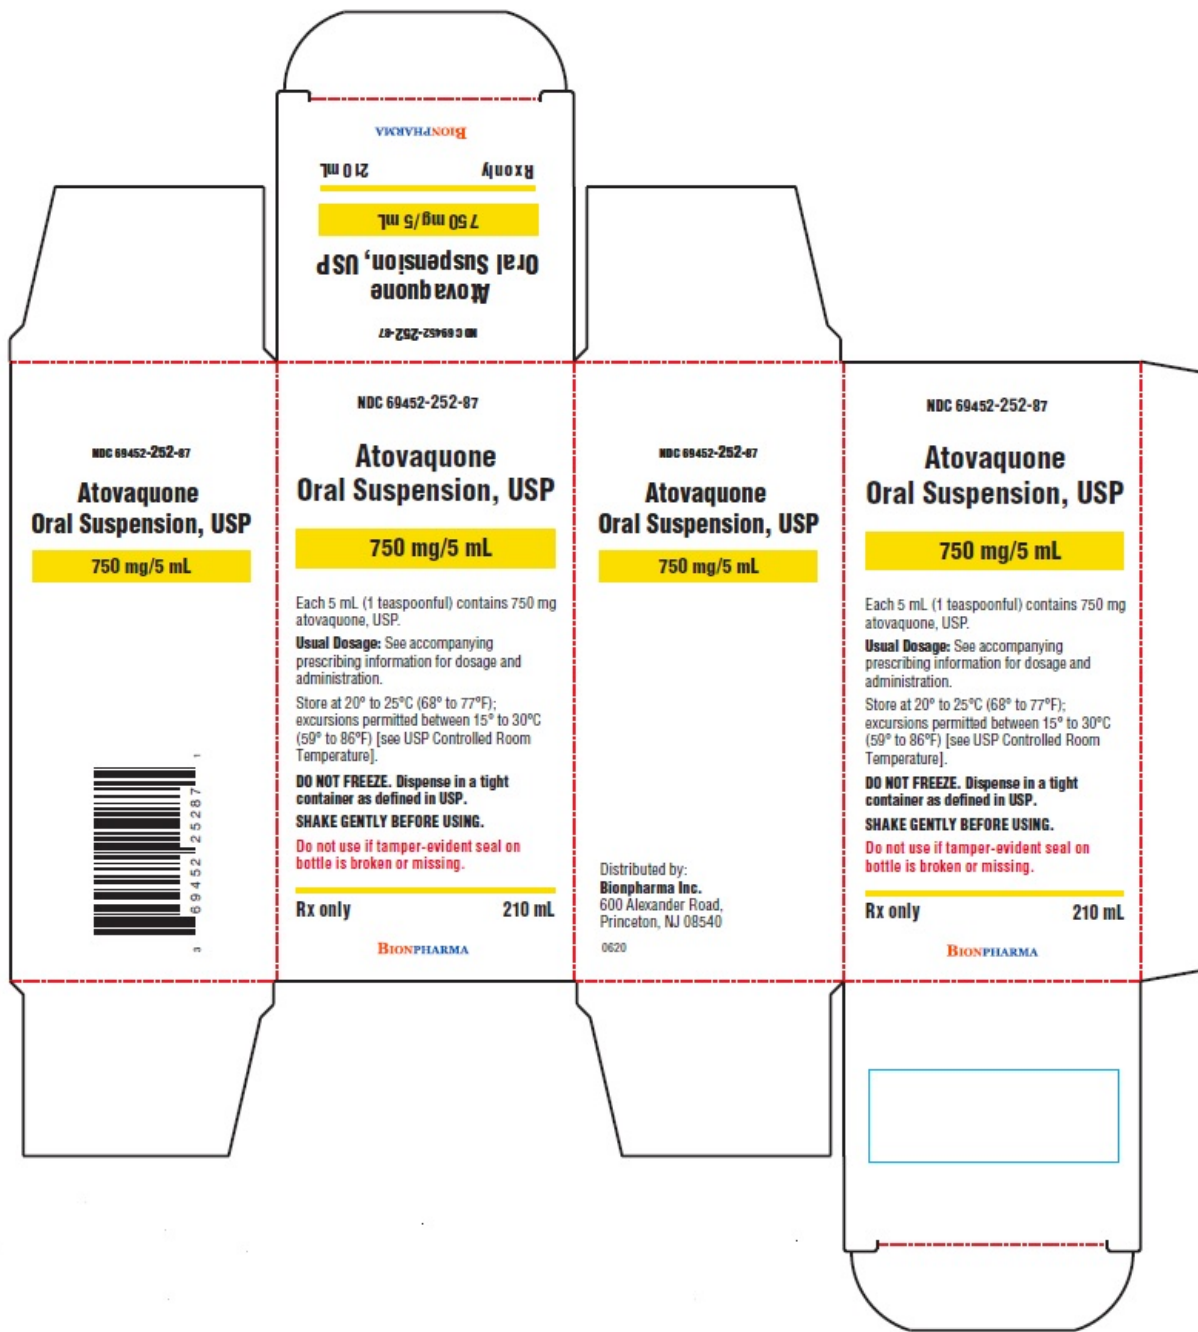 BIONPHARMA
Rx only 210 mL
750 mg/5 mL
Atovaquone
Oral Suspension, USP
NDC 69452-252-87
NDC 69452-252-87
Atovaquone
Oral Suspension, USP
750 mg/5 mL
3 69452 25287 1
NDC 69452-252-87
Atovaquone
Oral Suspension, USP
750 mg/5 mL
Each 5 mL (1 teaspoonful) contains 750 mg
atovaquone, USP.
Usual Dosage: See accompanying
prescribing information for dosage and
administration.
Store at 20° to 25°C (68° to 77°F);
excursions permitted between 15° to 30°C
(59° to 86°F) [see USP Controlled Room
Temperature].
DO NOT FREEZE. Dispense in a tight
container as defined in USP.
SHAKE GENTLY BEFORE USING.
Do not use if tamper-evident seal on
bottle is broken or missing.
Rx only 210 mL
BIONPHARMA
NDC 69452-252-87
Atovaquone
Oral Suspension, USP
750 mg/5 mL
Distributed by:
Bionpharma Inc.
600 Alexander Road,
Princeton, NJ 08540
0620
NDC 69452-252-87
Atovaquone
Oral Suspension, USP
750 mg/5 mL
Each 5 mL (1 teaspoonful) contains 750 mg
atovaquone, USP.
Usual Dosage: See accompanying
prescribing information for dosage and
administration.
Store at 20° to 25°C (68° to 77°F);
excursions permitted between 15° to 30°C
(59° to 86°F) [see USP Controlled Room
Temperature].
DO NOT FREEZE. Dispense in a tight
container as defined in USP.
SHAKE GENTLY BEFORE USING.
Do not use if tamper-evident seal on
bottle is broken or missing.
Rx only 210 mL
BIONPHARMA